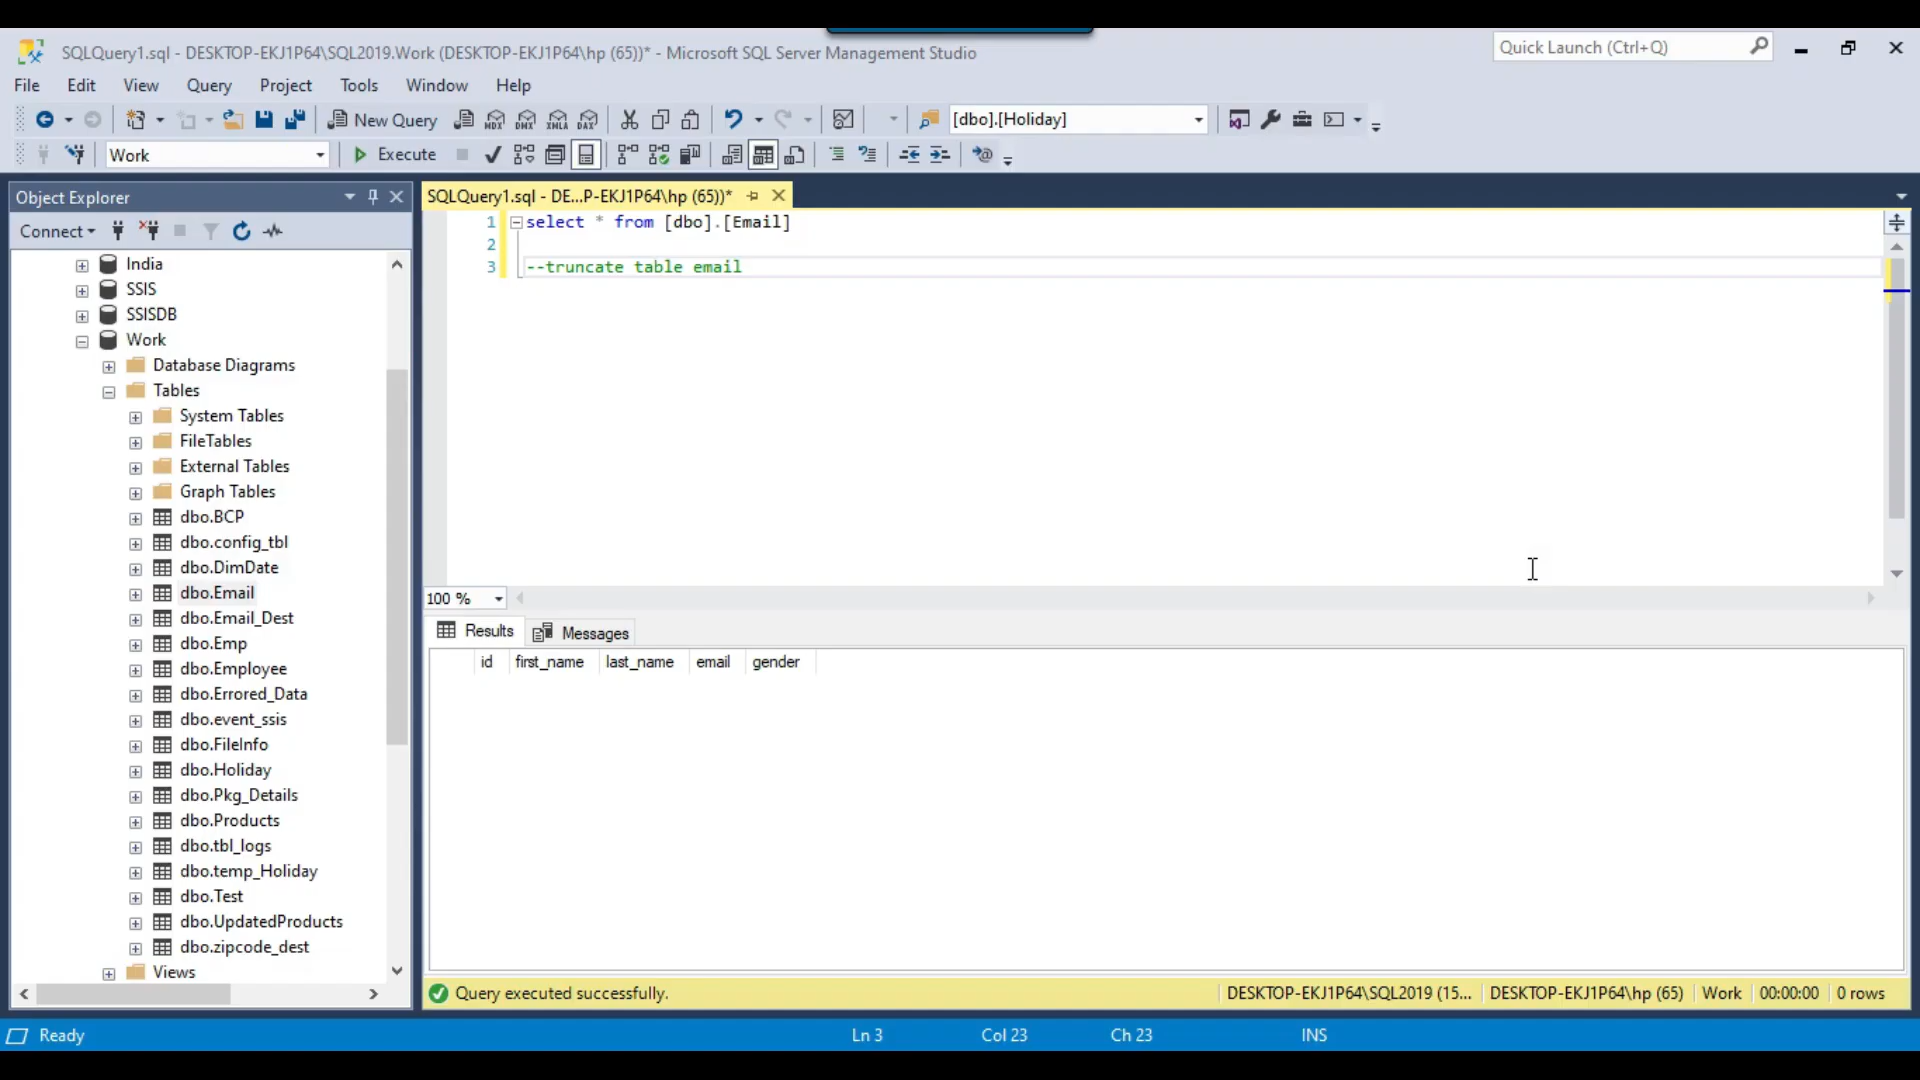 SQLQuery1.sql - DESKTOP-EKJ1P64\SQL2019.Work (DESKTOP-EKJ1P64\hp (65))* - Microsoft SQL Server Management Studio
Quick Launch (Ctrl+Q)
File Edit View Query Project Tools Window Help
New Query MDX DMX XMLA DAX [dbo].[Holiday]
Work Execute
Object Explorer
SQLQuery1.sql - DE...P-EKJ1P64\hp (65))*
Connect
1 select * from [dbo].[Email]
2
3 --truncate table email
India
SSIS
SSISDB
Work
Database Diagrams
Tables
System Tables
FileTables
External Tables
Graph Tables
dbo.BCP
dbo.config_tbl
dbo.DimDate
dbo.Email
dbo.Email_Dest
dbo.Emp
dbo.Employee
dbo.Errored_Data
dbo.event_ssis
dbo.FileInfo
dbo.Holiday
dbo.Pkg_Details
dbo.Products
dbo.tbl_logs
dbo.temp_Holiday
dbo.Test
dbo.UpdatedProducts
dbo.zipcode_dest
Views
100 %
Results Messages
id first_name last_name email gender
Query executed successfully. DESKTOP-EKJ1P64\SQL2019 (15... DESKTOP-EKJ1P64\hp (65) Work 00:00:00 0 rows
Ready Ln 3 Col 23 Ch 23 INS